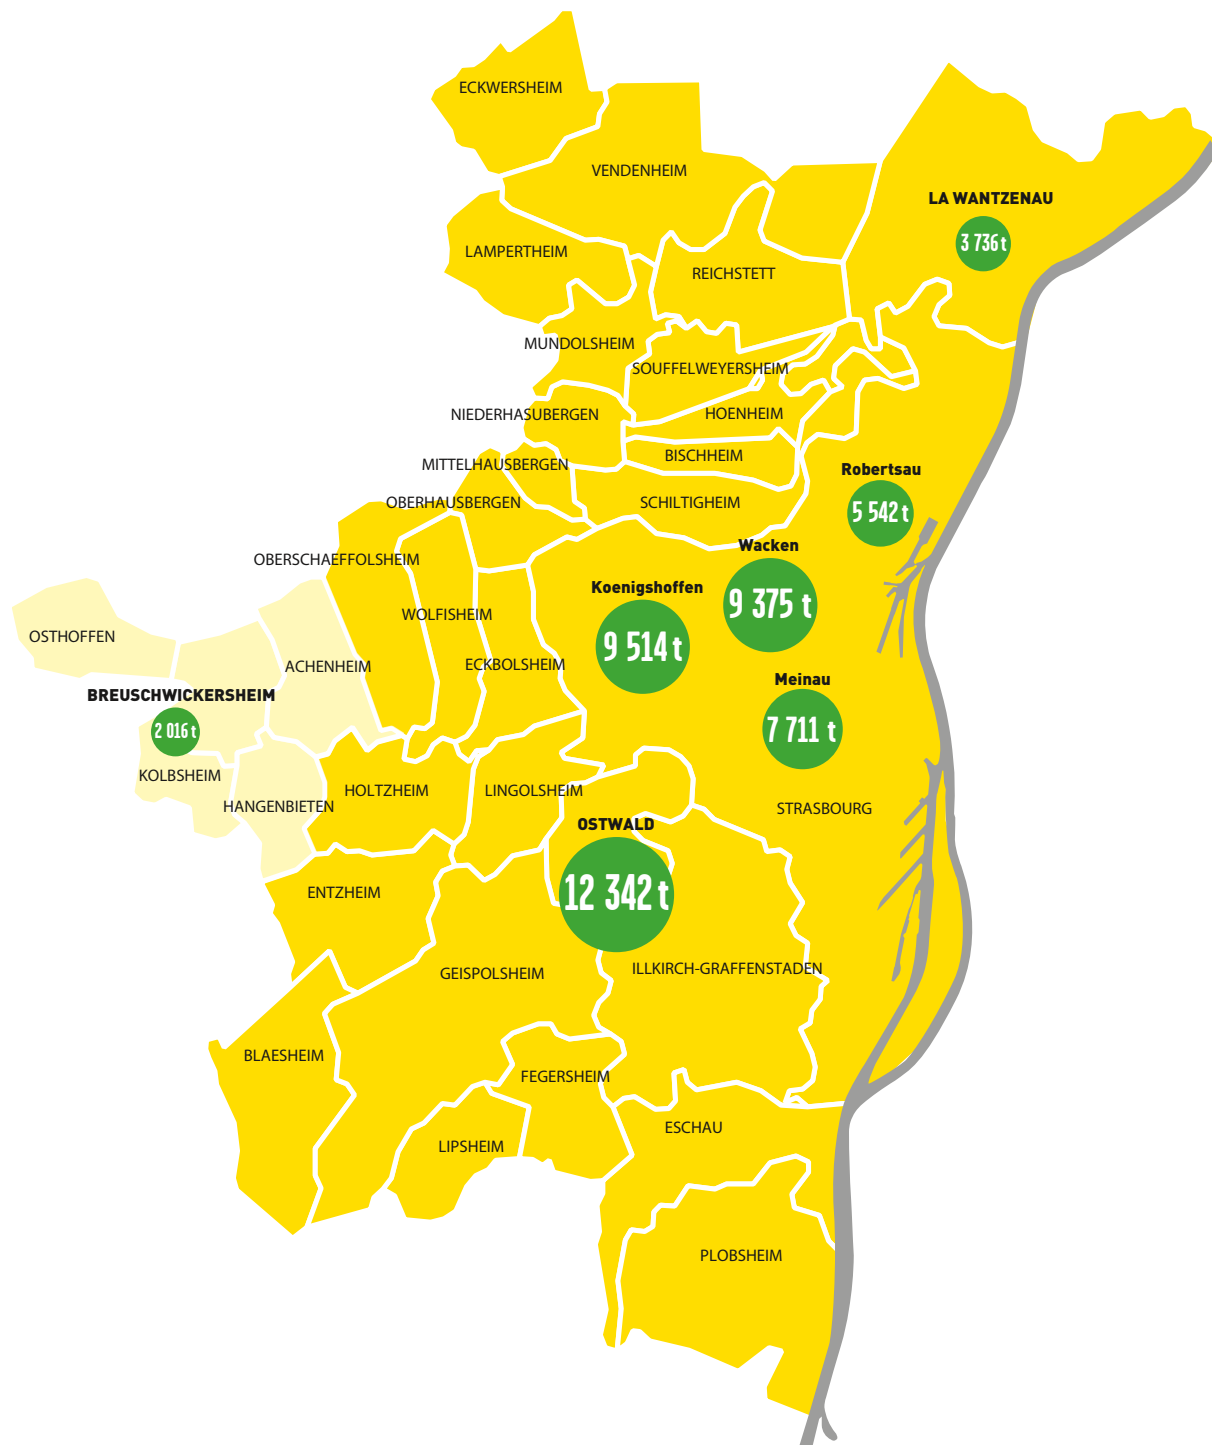 ECKWERSHEIM
VENDENHEIM
LA WANTZENAU
3 736 t
LAMPERTHEIM
REICHSTETT
MUNDOLSHEIM
SOUFFELWEYERSHEIM
NIEDERHASUBERGEN
HOENHEIM
BISCHHEIM
MITTELHAUSBERGEN
Robertsau
5 542 t
OBERHAUSBERGEN
SCHILTIGHEIM
Wacken
9 375 t
OBERSCHAEFFOLSHEIM
Koenigshoffen
9 514 t
WOLFISHEIM
OSTHOFFEN
ACHENHEIM
ECKBOLSHEIM
Meinau
7 711 t
BREUSCHWICKERSHEIM
2 016 t
KOLBSHEIM
HANGENBIETEN
HOLTZHEIM
LINGOLSHEIM
STRASBOURG
OSTWALD
12 342 t
ENTZHEIM
GEISPOLSHEIM
ILLKIRCH-GRAFFENSTADEN
BLAESHEIM
FEGERSHEIM
ESCHAU
LIPSHEIM
PLOBSHEIM